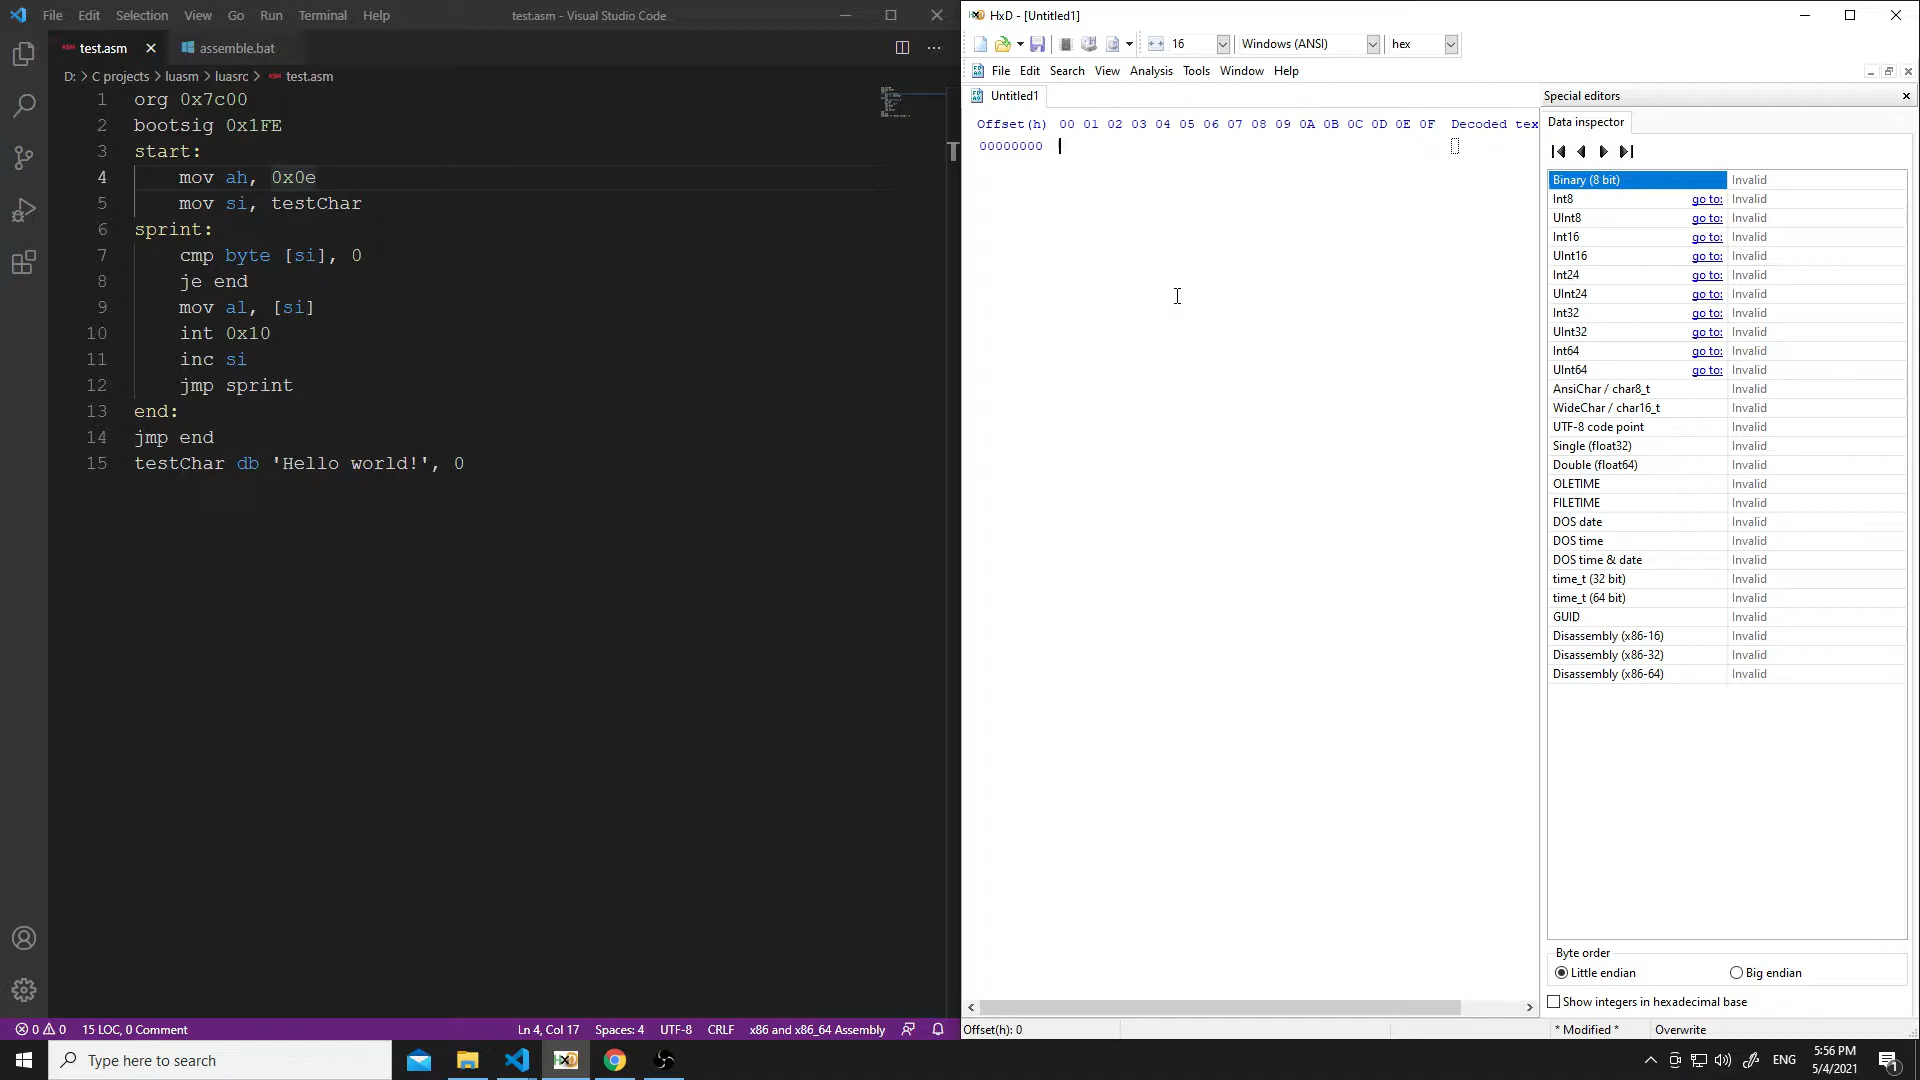 File Edit Selection View Go Run Terminal Help
test.asm - Visual Studio Code
test.asm
assemble.bat
D: > C projects > luasm > luasrc > test.asm
1 org 0x7c00
2 bootsig 0x1FE
3 start:
4 mov ah, 0x0e
5 mov si, testChar
6 sprint:
7 cmp byte [si], 0
8 je end
9 mov al, [si]
10 int 0x10
11 inc si
12 jmp sprint
13 end:
14 jmp end
15 testChar db 'Hello world!', 0
0 0 15 LOC, 0 Comment Ln 4, Col 17 Spaces: 4 UTF-8 CRLF x86 and x86_64 Assembly
HxD - [Untitled1]
16 Windows (ANSI) hex
File Edit Search View Analysis Tools Window Help
Untitled1
Offset(h) 00 01 02 03 04 05 06 07 08 09 0A 0B 0C 0D 0E 0F Decoded tex
00000000
Special editors
Data inspector
Binary (8 bit) Invalid
Int8 go to: Invalid
UInt8 go to: Invalid
Int16 go to: Invalid
UInt16 go to: Invalid
Int24 go to: Invalid
UInt24 go to: Invalid
Int32 go to: Invalid
UInt32 go to: Invalid
Int64 go to: Invalid
UInt64 go to: Invalid
AnsiChar / char8_t Invalid
WideChar / char16_t Invalid
UTF-8 code point Invalid
Single (float32) Invalid
Double (float64) Invalid
OLETIME Invalid
FILETIME Invalid
DOS date Invalid
DOS time Invalid
DOS time & date Invalid
time_t (32 bit) Invalid
time_t (64 bit) Invalid
GUID Invalid
Disassembly (x86-16) Invalid
Disassembly (x86-32) Invalid
Disassembly (x86-64) Invalid
Byte order
Little endian Big endian
Show integers in hexadecimal base
Offset(h): 0 * Modified * Overwrite
Type here to search
ENG
5:56 PM
5/4/2021
1